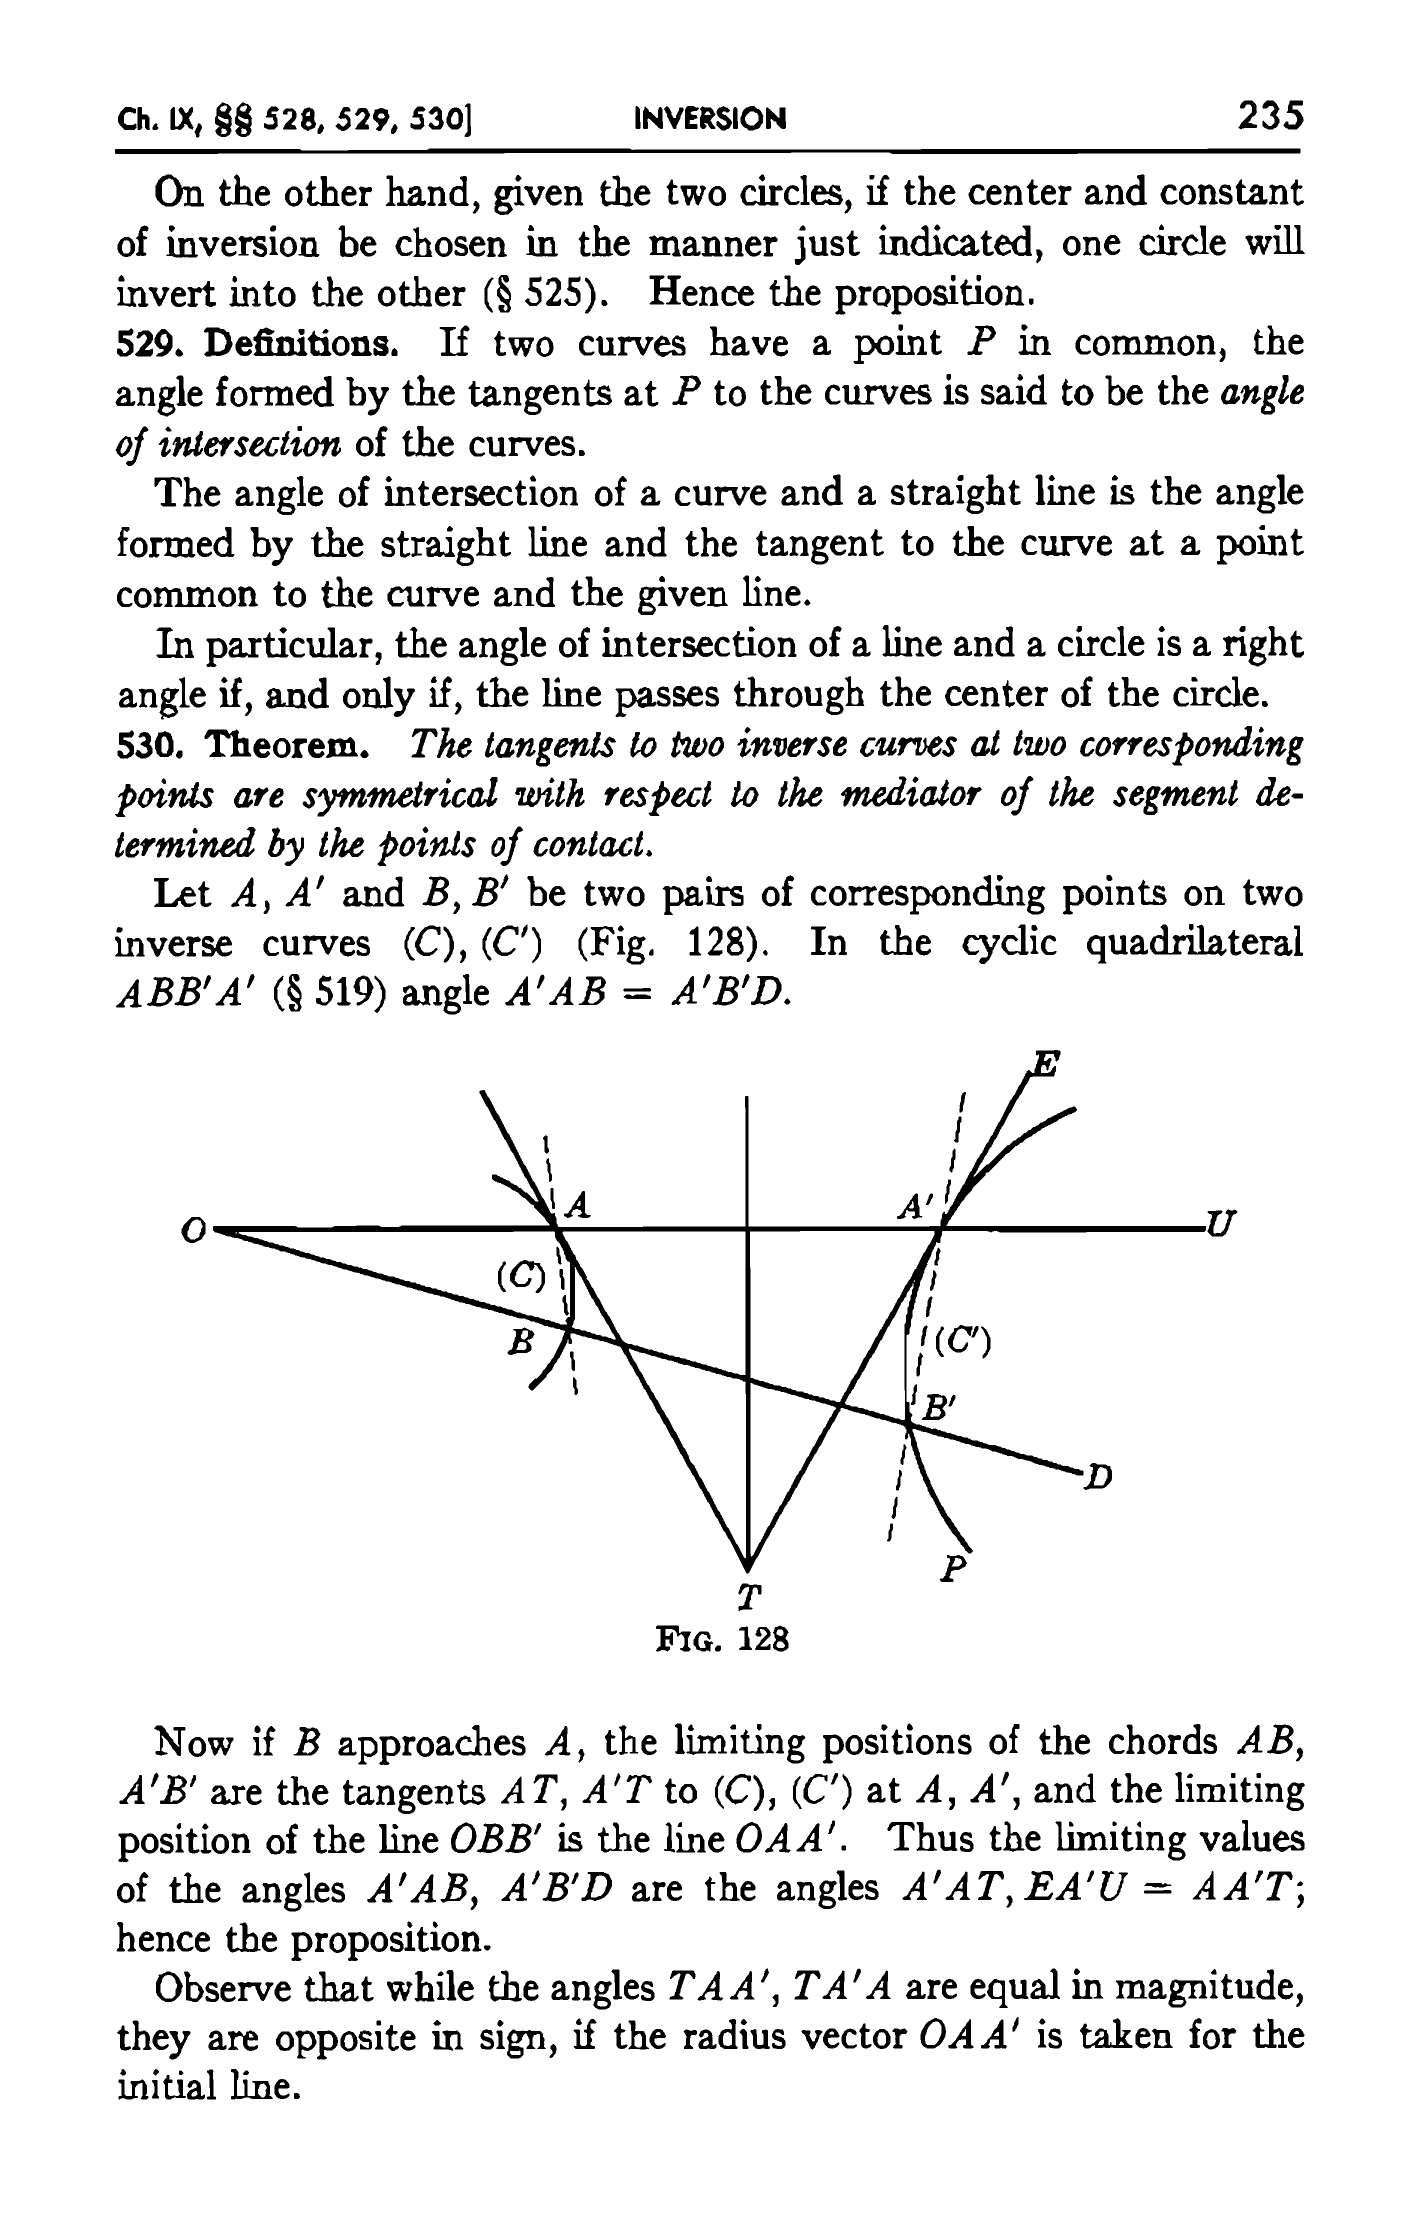 Ch. IX, §§ 528, 529, 530] INVERSION 235
On the other hand, given the two circles, if the center and constant
of inversion be chosen in the manner just indicated, one circle will
invert into the other (§ 525). Hence the proposition.
529. Definitions. If two curves have a point P in common, the
angle formed by the tangents at P to the curves is said to be the angle
of intersection of the curves.
The angle of intersection of a curve and a straight line is the angle
formed by the straight line and the tangent to the curve at a point
common to the curve and the given line.
In particular, the angle of intersection of a line and a circle is a right
angle if, and only if, the line passes through the center of the circle.
530. Theorem. The tangents to two inverse curves at two corresponding
points are symmetrical with respect to the mediator of the segment de-
termined by the points of contact.
Let A, A' and B, B' be two pairs of corresponding points on two
inverse curves (C), (C') (Fig. 128). In the cyclic quadrilateral
ABB'A' (§ 519) angle A'AB = A'B'D.
E
A A'
O U
(C)
B (C')
B'
D
P
T
FIG. 128
Now if B approaches A, the limiting positions of the chords AB,
A'B' are the tangents AT, A'T to (C), (C') at A, A', and the limiting
position of the line OBB' is the line OAA'. Thus the limiting values
of the angles A'AB, A'B'D are the angles A'AT, EA'U = AA'T;
hence the proposition.
Observe that while the angles TAA', TA'A are equal in magnitude,
they are opposite in sign, if the radius vector OAA' is taken for the
initial line.